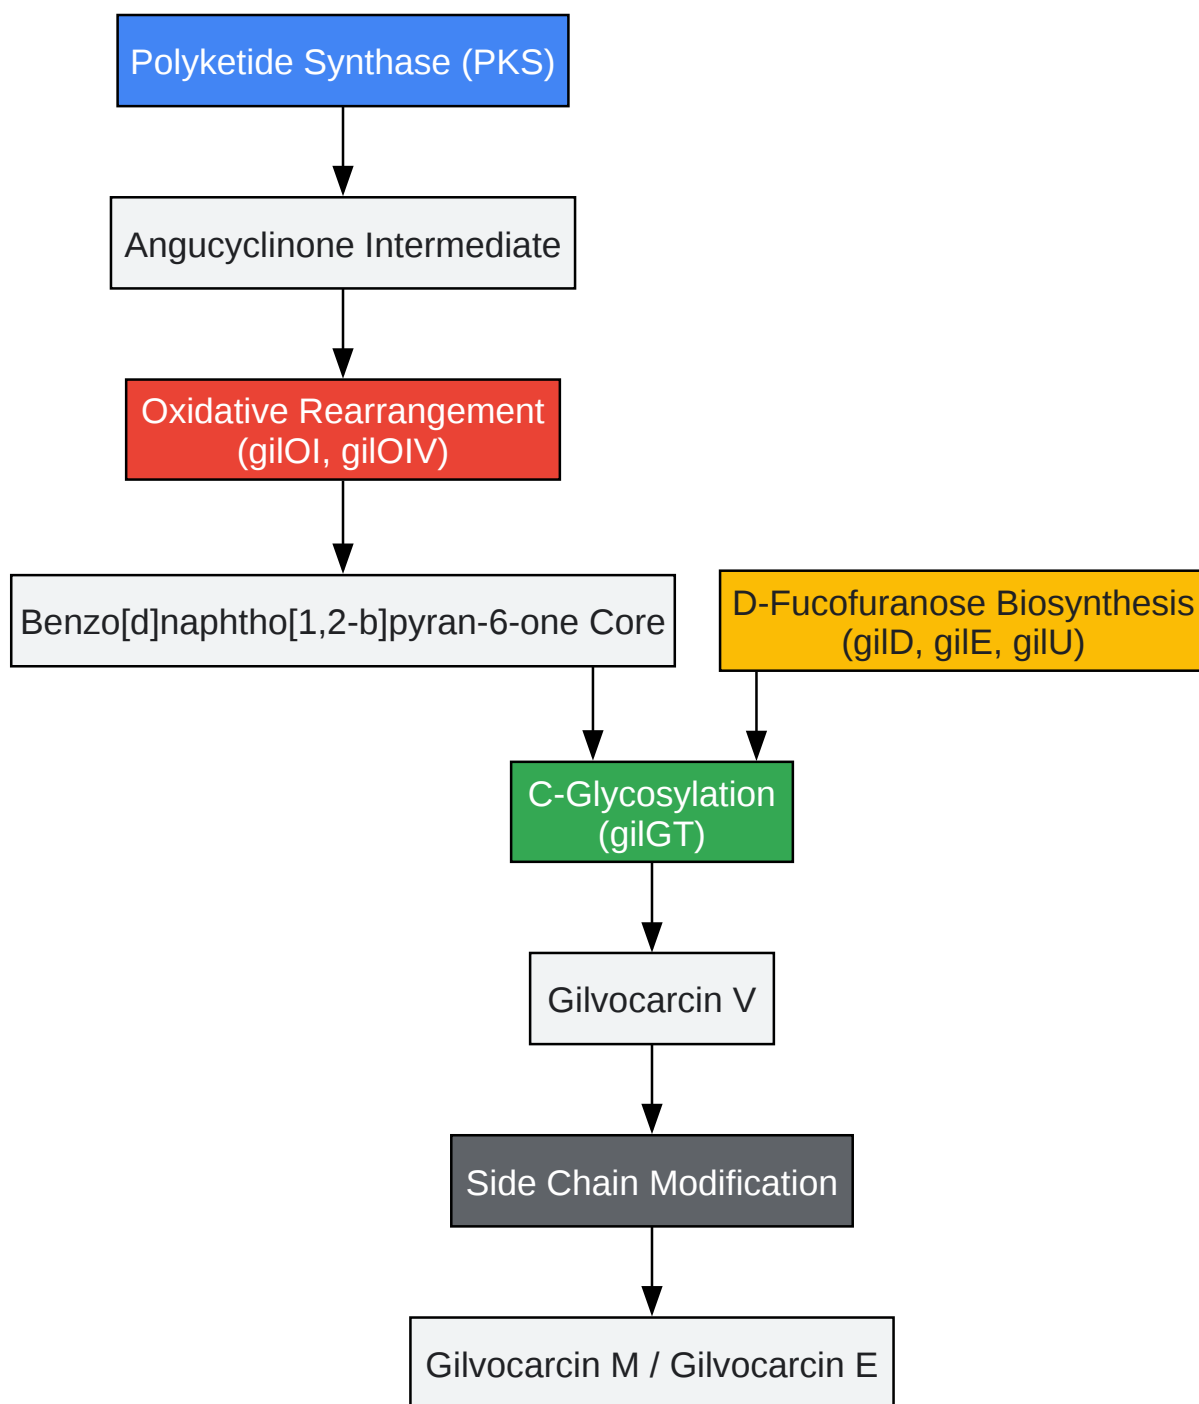 Polyketide Synthase (PKS)
Angucyclinone Intermediate
Oxidative Rearrangement
(gilOI, gilOIV)
Benzo[d]naphtho[1,2-b]pyran-6-one Core
D-Fucofuranose Biosynthesis
(gilD, gilE, gilU)
C-Glycosylation
(gilGT)
Gilvocarcin V
Side Chain Modification
Gilvocarcin M / Gilvocarcin E